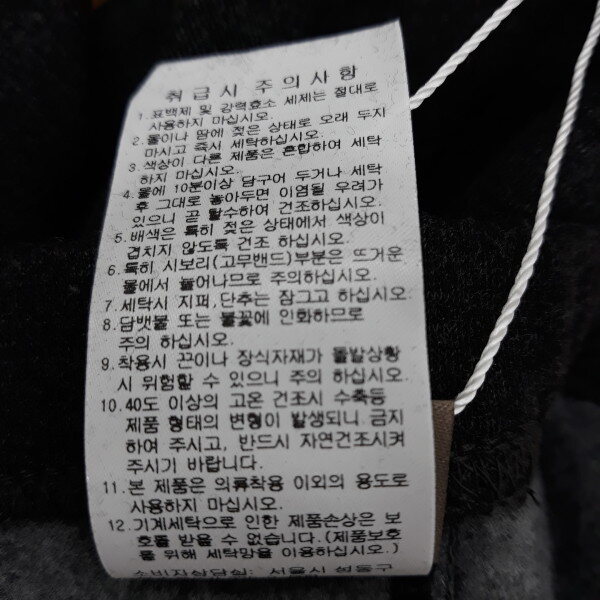 취급시주의사항
1. 표백제 및 강력효소 세제는 절대로
사용하지 마십시오.
2. 물이나 땀에 젖은 상태로 오래 두지
마시고 즉시 세탁하십시오.
3. 색상이 다른 제품은 혼합하여 세탁
하지 마십시오.
4. 물에 10분이상 담구어 두거나 세탁
후 그대로 놓아두면 이염될 우려가
있으니 곧 탈수하여 건조하십시오.
5. 배색은 특히 젖은 상태에서 색상이
겹치지 않도록 건조 하십시오.
6. 특히 시보리(고무밴드)부분은 뜨거운
물에서 늘어나므로 주의하십시오.
7. 세탁시 지퍼,단추는 잠그고 하십시오.
8. 담뱃불 또는 불꽃에 인화하므로
주의 하십시오.
9. 착용시 끈이나 장식자재가 돌발상황
시 위험할 수 있으니 주의 하십시오.
10. 40도 이상의 고온 건조시 수축등
제품 형태의 변형이 발생되니 금지
하여 주시고, 반드시 자연건조시켜
주시기 바랍니다.
11. 본 제품은 의류착용 이외의 용도로
사용하지 마십시오.
12. 기계세탁으로 인한 제품손상은 보
호를 받을 수 없습니다.(제품보호
를 위해 세탁망을 이용하십시오.)
소비자상담실: 서울시 성동구